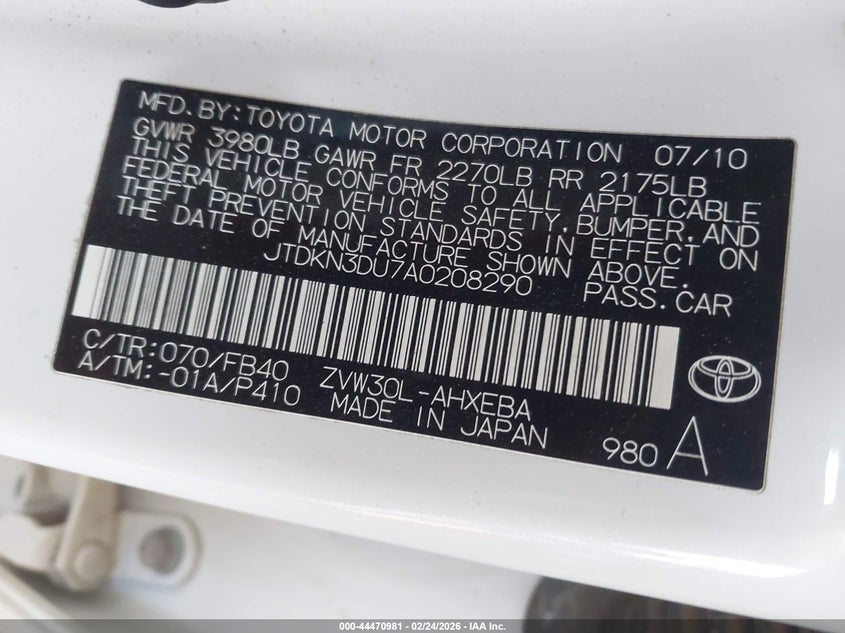 MFD. BY: TOYOTA MOTOR CORPORATION 07/10
GVWR 3980LB GAWR FR 2270LB RR 2175LB
THIS VEHICLE CONFORMS TO ALL APPLICABLE
FEDERAL MOTOR VEHICLE SAFETY, BUMPER, AND
THEFT PREVENTION STANDARDS IN EFFECT ON
THE DATE OF MANUFACTURE SHOWN ABOVE.
JTDKN3DU7A0208290 PASS. CAR
C/TR: 070/FB40 ZVW30L-AHXEBA
A/TM: -01A/P410 MADE IN JAPAN
980 A
000-44470981 - 02/24/2026 - IAA Inc.